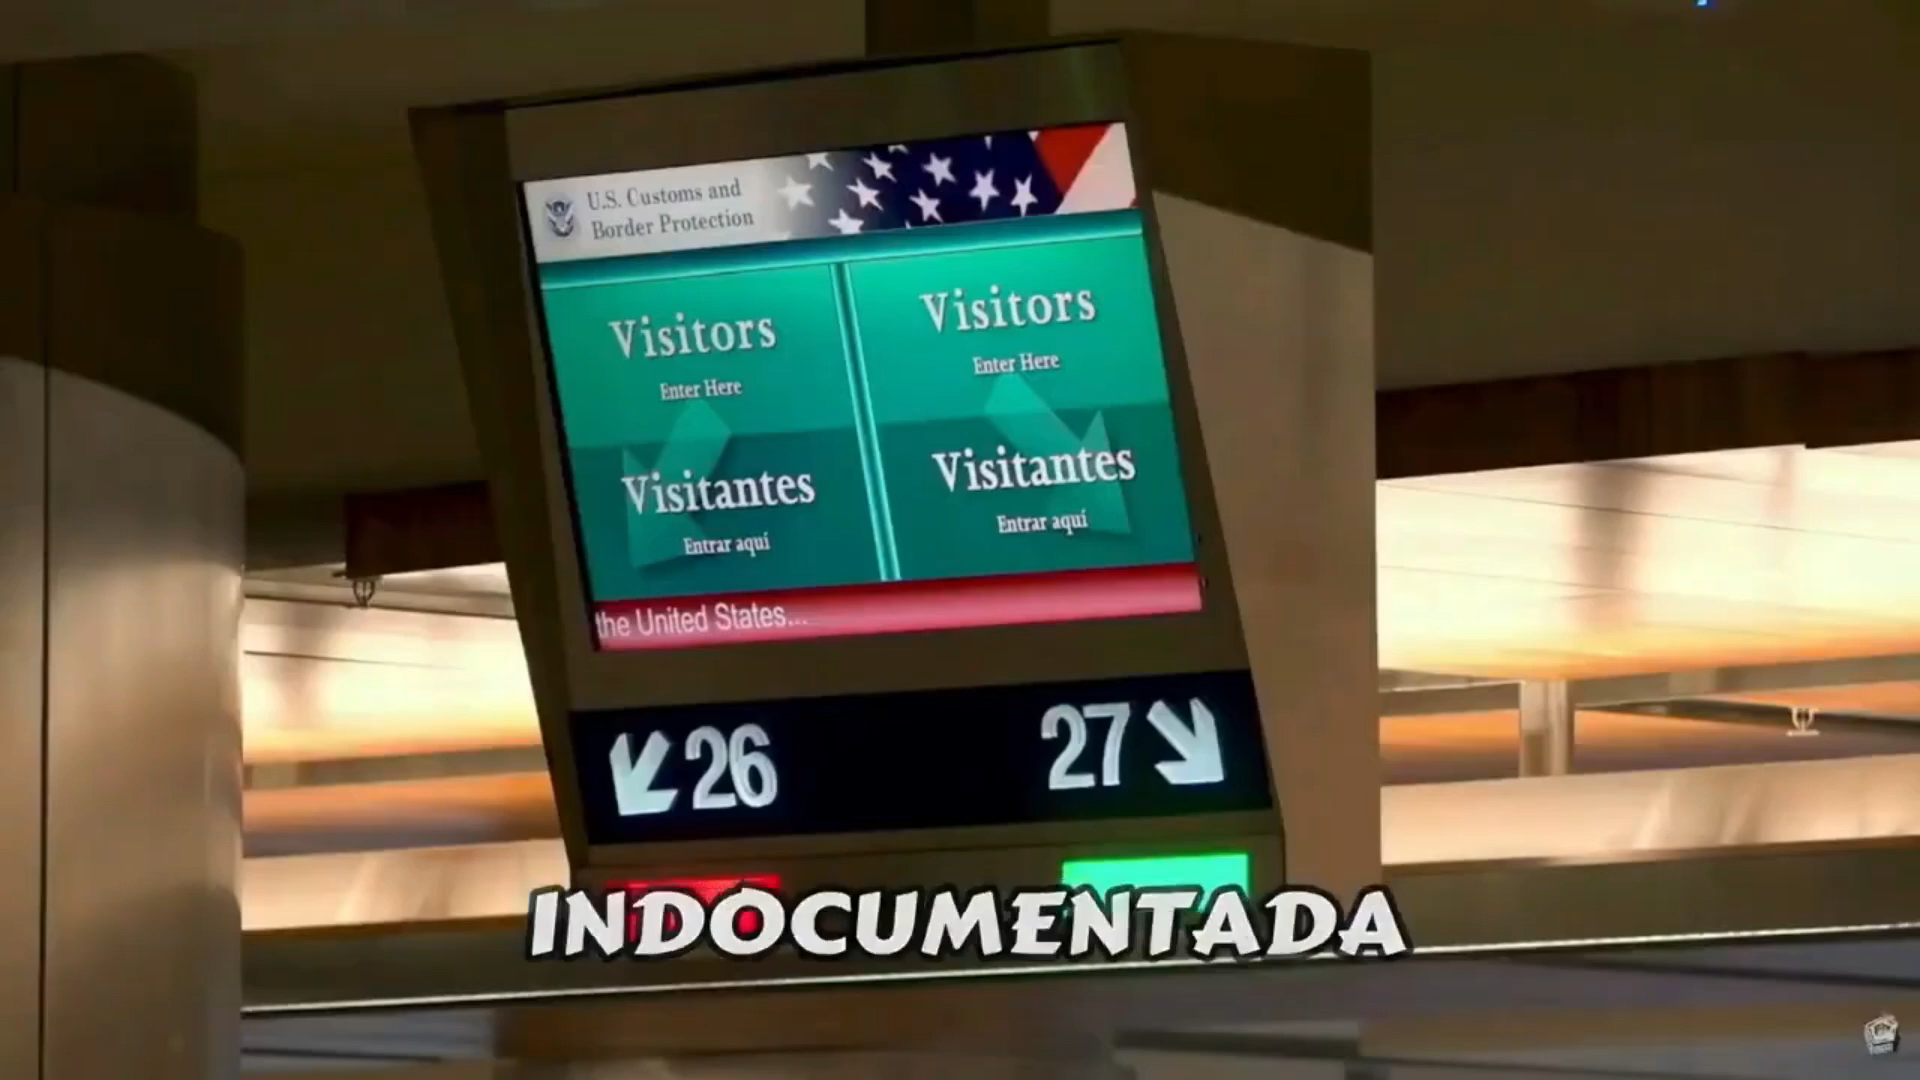 U.S. Customs and
Border Protection
Visitors
Enter Here
Visitantes
Entrar aquí
Visitors
Enter Here
Visitantes
Entrar aquí
the United States...
26
27
INDOCUMENTADA